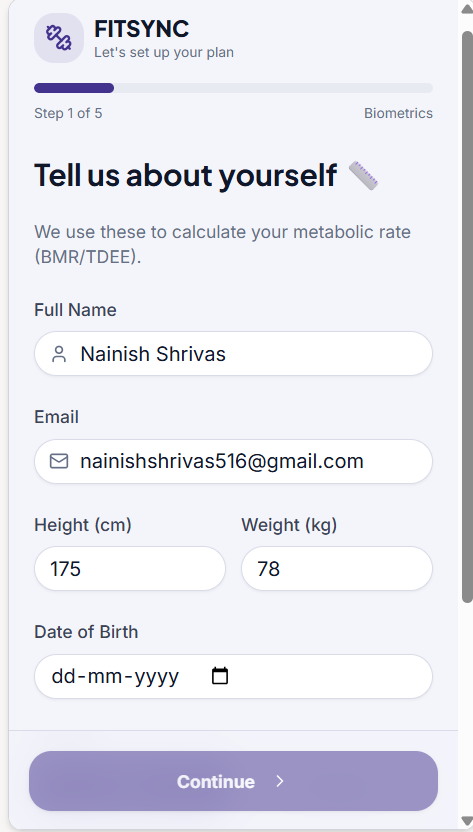 FITSYNC
Let's set up your plan
Step 1 of 5
Biometrics
Tell us about yourself 📏
We use these to calculate your metabolic rate
(BMR/TDEE).
Full Name
Nainish Shrivas
Email
nainishshrivas516@gmail.com
Height (cm)
Weight (kg)
175
78
Date of Birth
dd-mm-yyyy
Continue